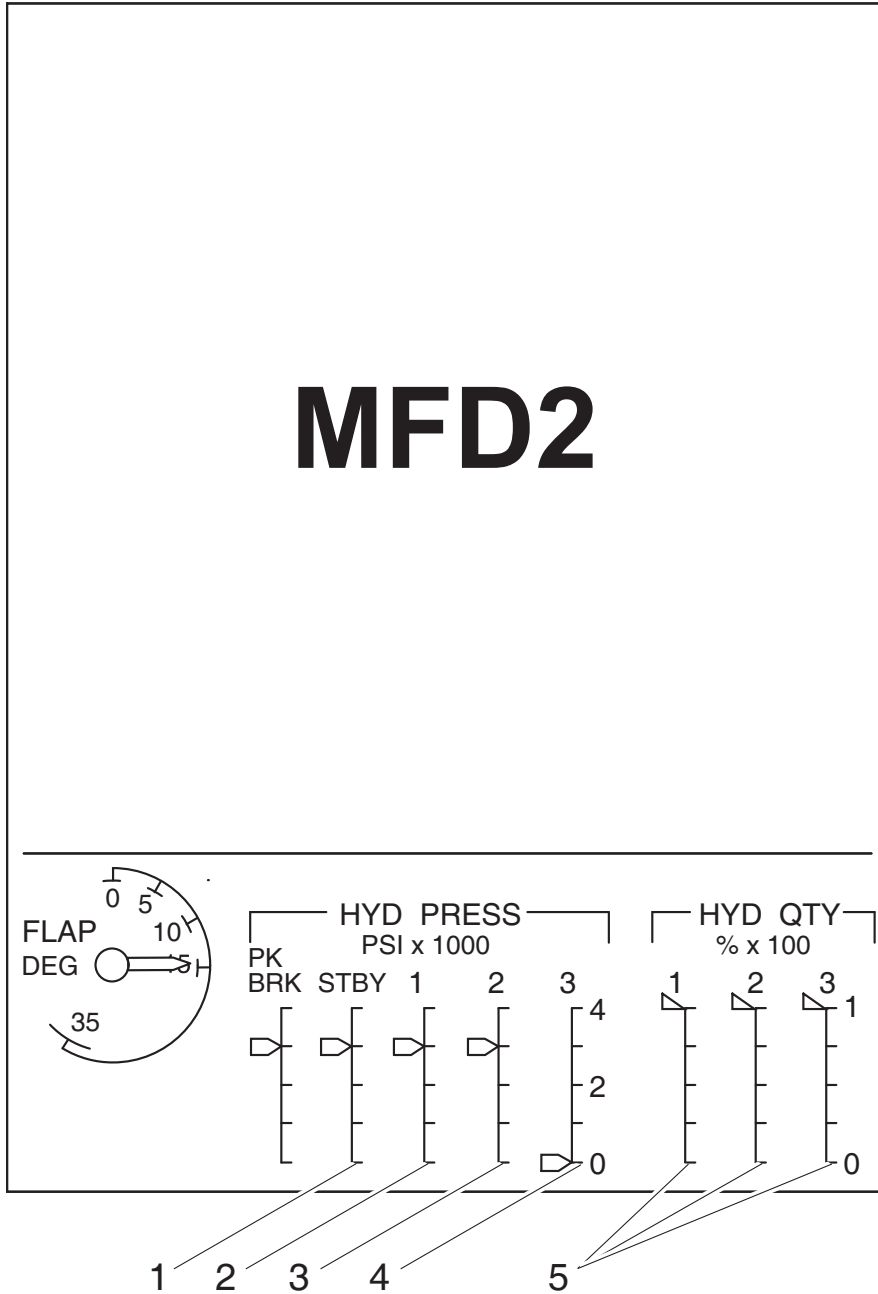 MFD2
0
5
10
15
35
FLAP
DEG
HYD PRESS
PSI x 1000
PK
BRK STBY 1 2 3
4
2
0
HYD QTY
% x 100
1 2 3
1
0
1 2 3 4 5